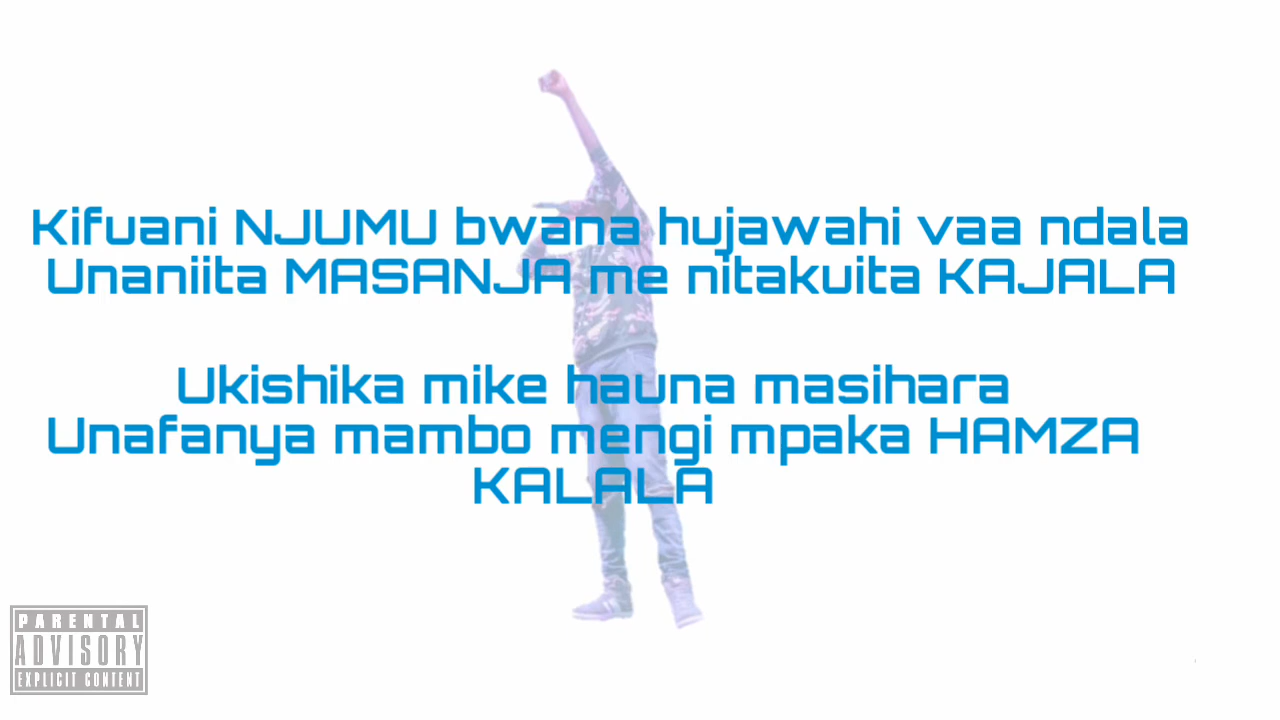 Kifuani NJUMU bwana hujawahi vaa ndala
Unaniita MASANJA me nitakuita KAJALA
Ukishika mike hauna masihara
Unafanya mambo mengi mpaka HAMZA
KALALA
PARENTAL
ADVISORY
EXPLICIT CONTENT